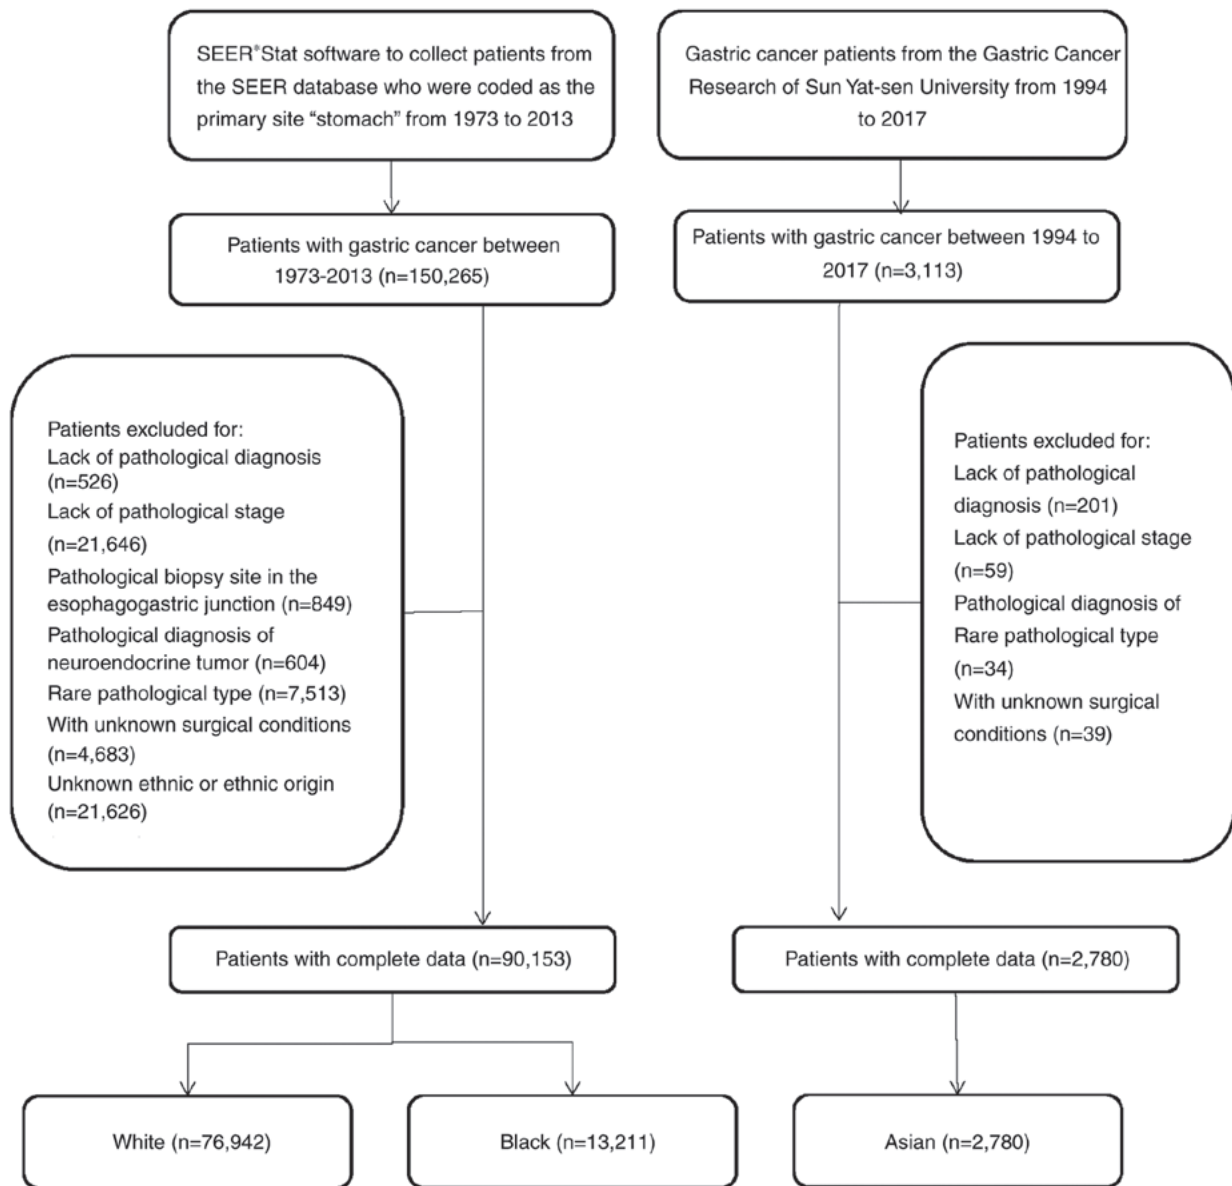 SEER*Stat software to collect patients from
the SEER database who were coded as the
primary site “stomach” from 1973 to 2013
Gastric cancer patients from the Gastric Cancer
Research of Sun Yat-sen University from 1994
to 2017
Patients with gastric cancer between
1973-2013 (n=150,265)
Patients with gastric cancer between 1994 to
2017 (n=3,113)
Patients excluded for:
Lack of pathological diagnosis
(n=526)
Lack of pathological stage
(n=21,646)
Pathological biopsy site in the
esophagogastric junction (n=849)
Pathological diagnosis of
neuroendocrine tumor (n=604)
Rare pathological type (n=7,513)
With unknown surgical conditions
(n=4,683)
Unknown ethnic or ethnic origin
(n=21,626)
Patients excluded for:
Lack of pathological
diagnosis (n=201)
Lack of pathological stage
(n=59)
Pathological diagnosis of
Rare pathological type
(n=34)
With unknown surgical
conditions (n=39)
Patients with complete data (n=90,153)
Patients with complete data (n=2,780)
White (n=76,942)
Black (n=13,211)
Asian (n=2,780)